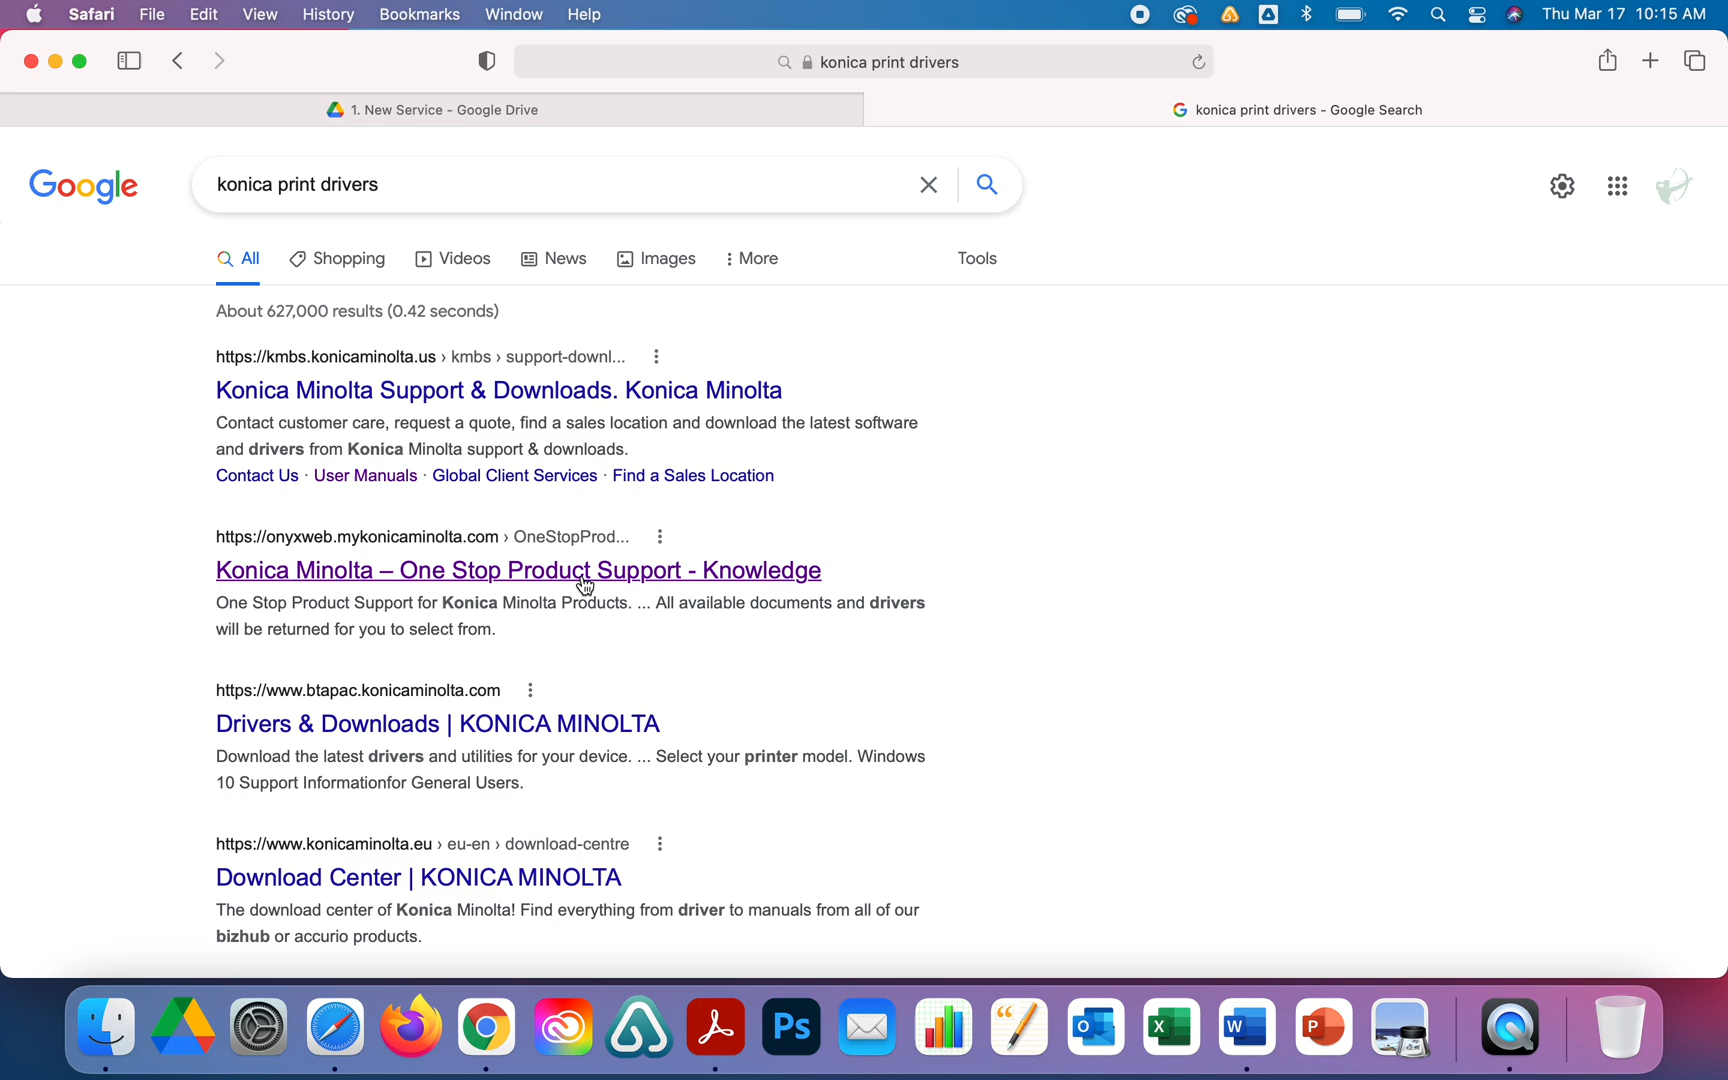 Safari File Edit View History Bookmarks Window Help Thu Mar 17 10:15 AM
konica print drivers
1. New Service - Google Drive
konica print drivers - Google Search
Google
konica print drivers
All Shopping Videos News Images More Tools
About 627,000 results (0.42 seconds)
https://kmbs.konicaminolta.us › kmbs › support-downl...
Konica Minolta Support & Downloads. Konica Minolta
Contact customer care, request a quote, find a sales location and download the latest software
and drivers from Konica Minolta support & downloads.
Contact Us · User Manuals · Global Client Services · Find a Sales Location
https://onyxweb.mykonicaminolta.com › OneStopProd...
Konica Minolta – One Stop Product Support - Knowledge
One Stop Product Support for Konica Minolta Products. ... All available documents and drivers
will be returned for you to select from.
https://www.btapac.konicaminolta.com
Drivers & Downloads | KONICA MINOLTA
Download the latest drivers and utilities for your device. ... Select your printer model. Windows
10 Support Informationfor General Users.
https://www.konicaminolta.eu › eu-en › download-centre
Download Center | KONICA MINOLTA
The download center of Konica Minolta! Find everything from driver to manuals from all of our
bizhub or accurio products.
Ps
O
X
W
P